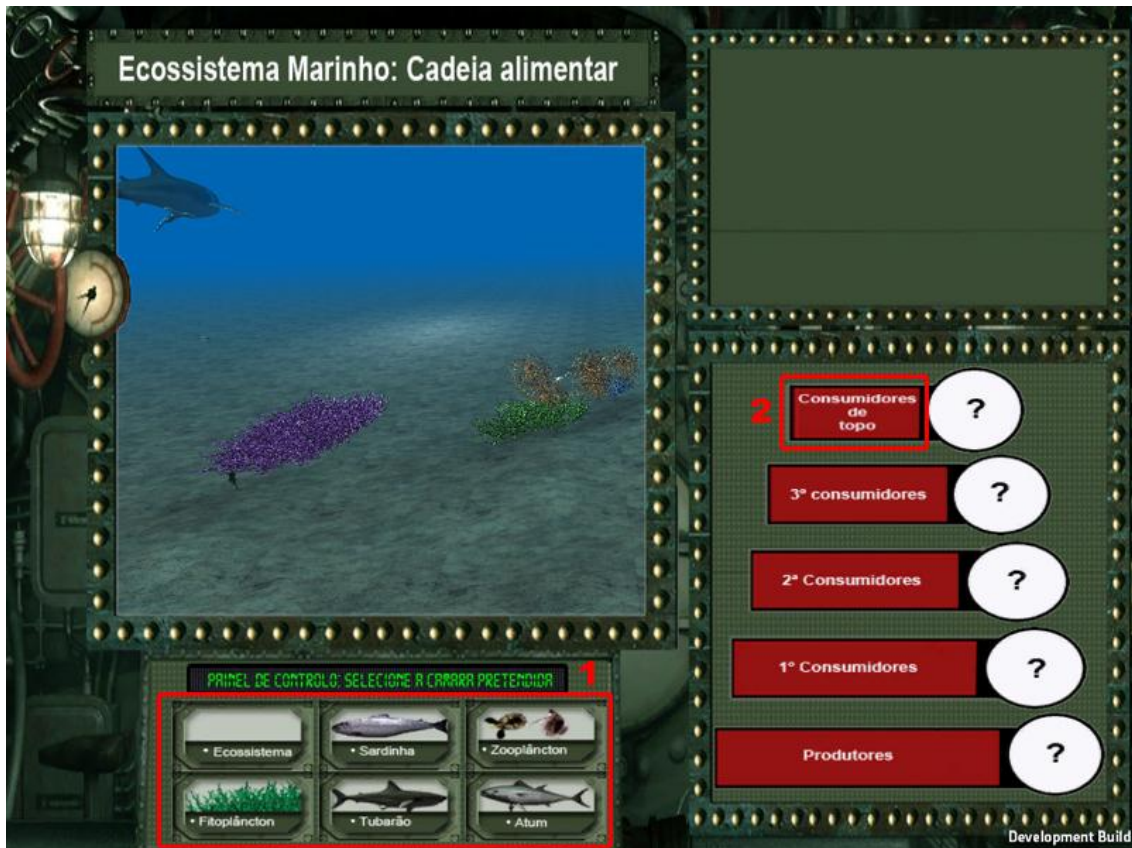 Ecossistema Marinho: Cadeia alimentar
PAINEL DE CONTROLO: SELECIONE A CAMARA PRETENDIDA
1
• Ecossistema
• Sardinha
• Zooplâncton
• Fitoplâncton
• Tubarão
• Atum
2
Consumidores
de
topo
?
3º consumidores
?
2ª Consumidores
?
1º Consumidores
?
Produtores
?
Development Build